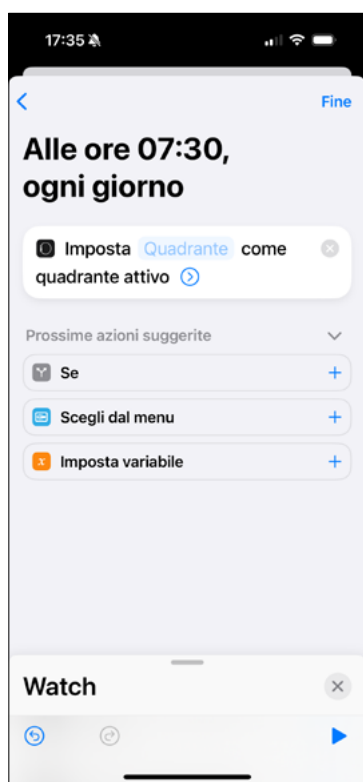 17:35
Fine
Alle ore 07:30,
ogni giorno
Imposta Quadrante come
quadrante attivo
Prossime azioni suggerite
Se
Scegli dal menu
x Imposta variabile
Watch